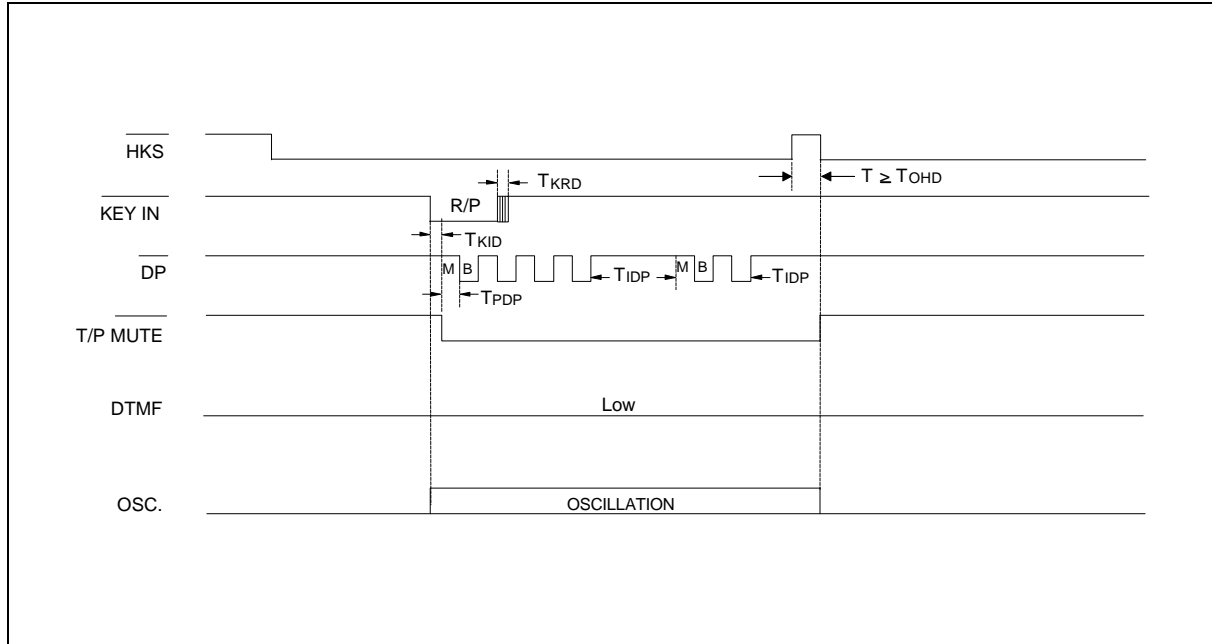 HKS
T ≥ TOHD
TKRD
KEY IN
R/P
TKID
DP
M B
TIDP
M B
TIDP
TPDP
T/P MUTE
DTMF
Low
OSC.
OSCILLATION